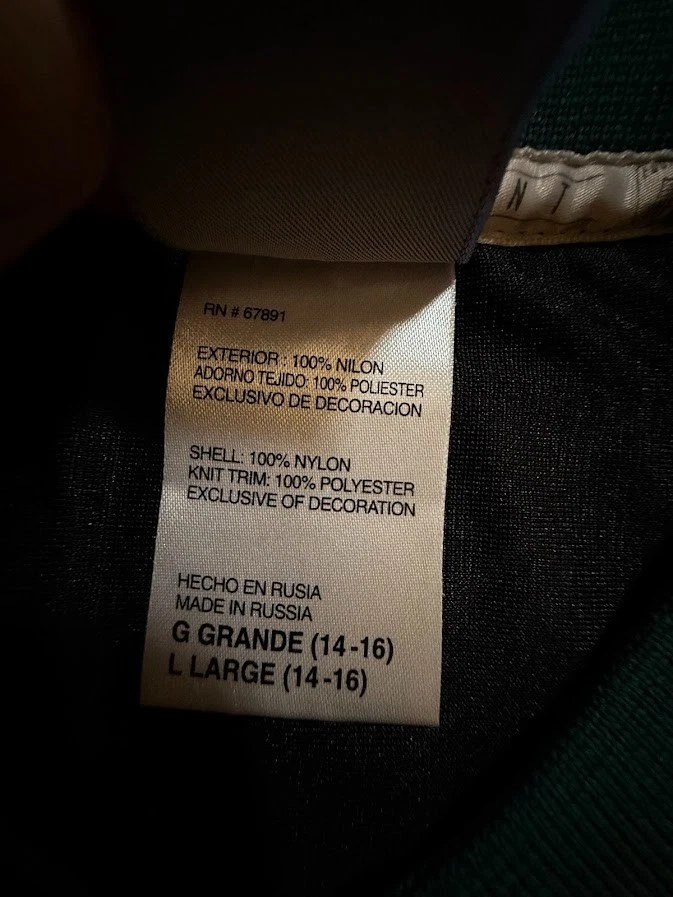 NT
RN # 67891
EXTERIOR : 100% NILON
ADORNO TEJIDO: 100% POLIESTER
EXCLUSIVO DE DECORACION
SHELL: 100% NYLON
KNIT TRIM: 100% POLYESTER
EXCLUSIVE OF DECORATION
HECHO EN RUSIA
MADE IN RUSSIA
G GRANDE (14-16)
L LARGE (14-16)